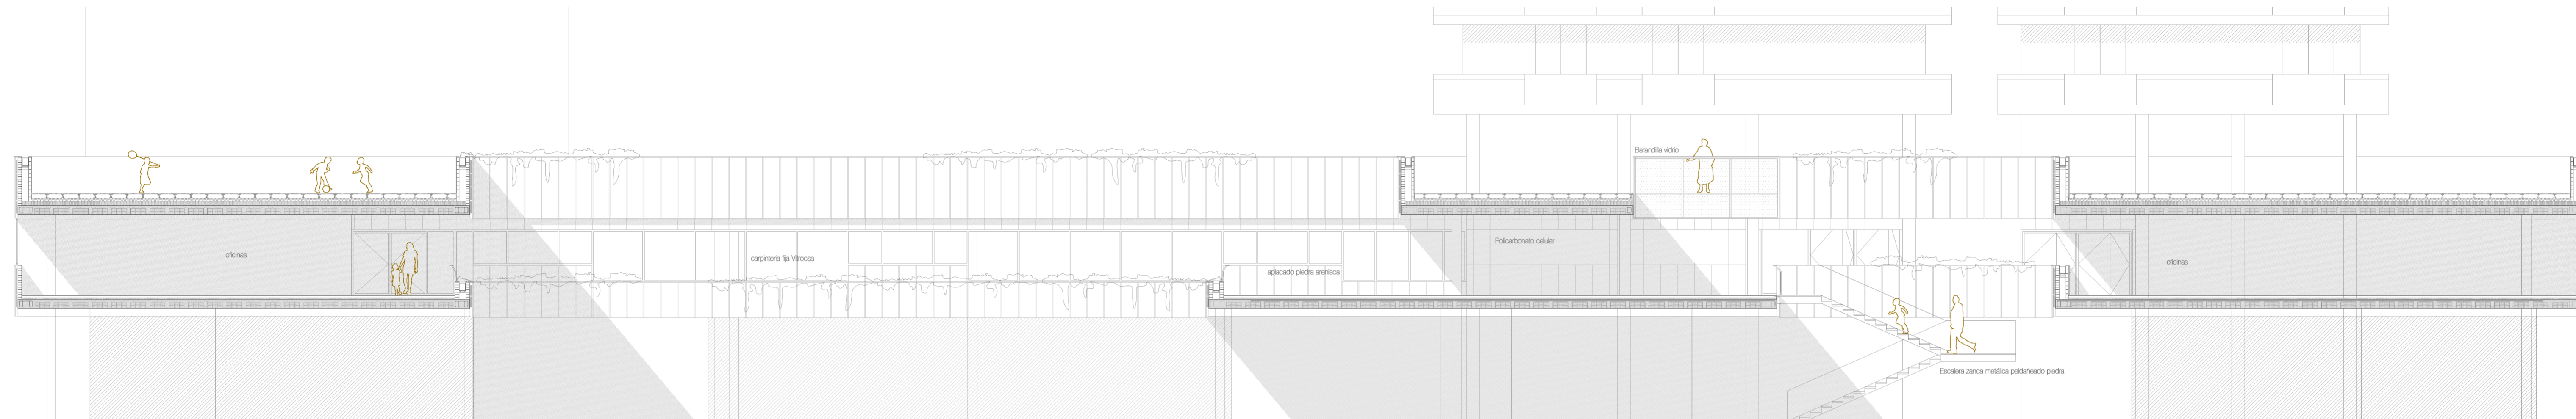 Barandilla vidrio
oficinas
carpinteria fija Vitrocsa
aplacado piedra arenisca
Policarbonato celular
oficinas
Escalera zanca metálica peldañeado piedra